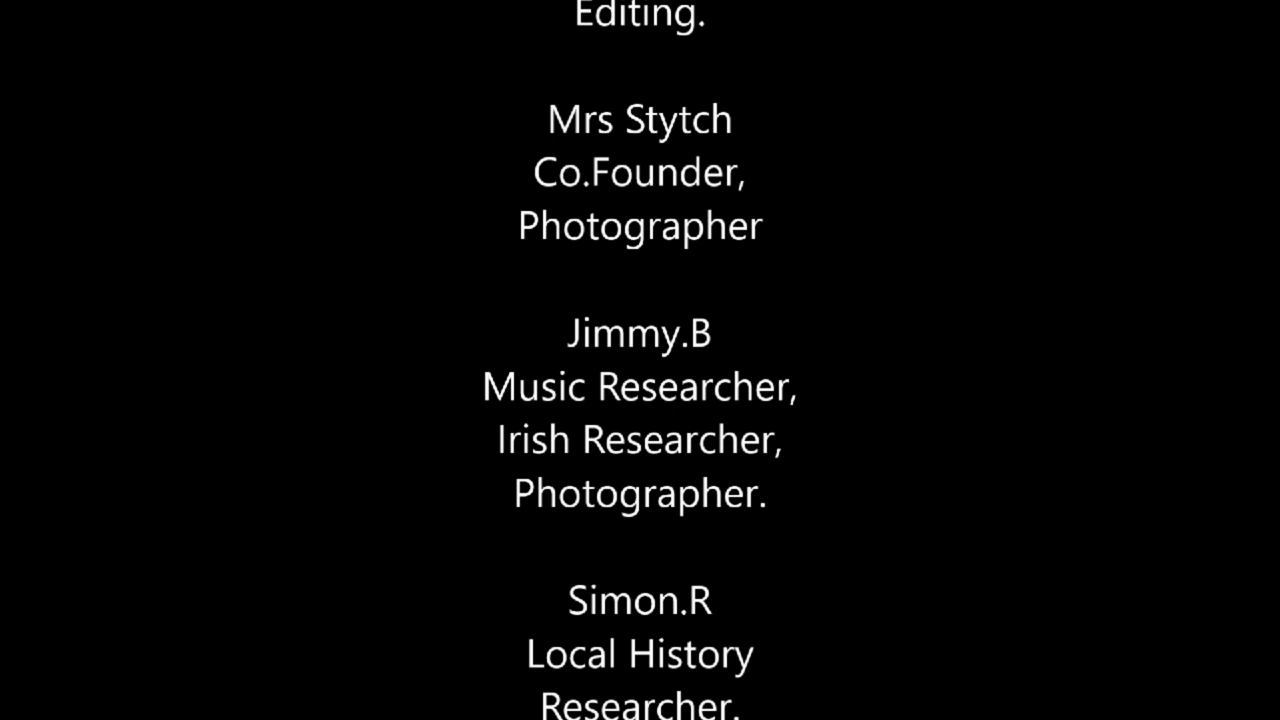 Editing.
Mrs Stytch
Co.Founder,
Photographer
Jimmy.B
Music Researcher,
Irish Researcher,
Photographer.
Simon.R
Local History
Researcher.